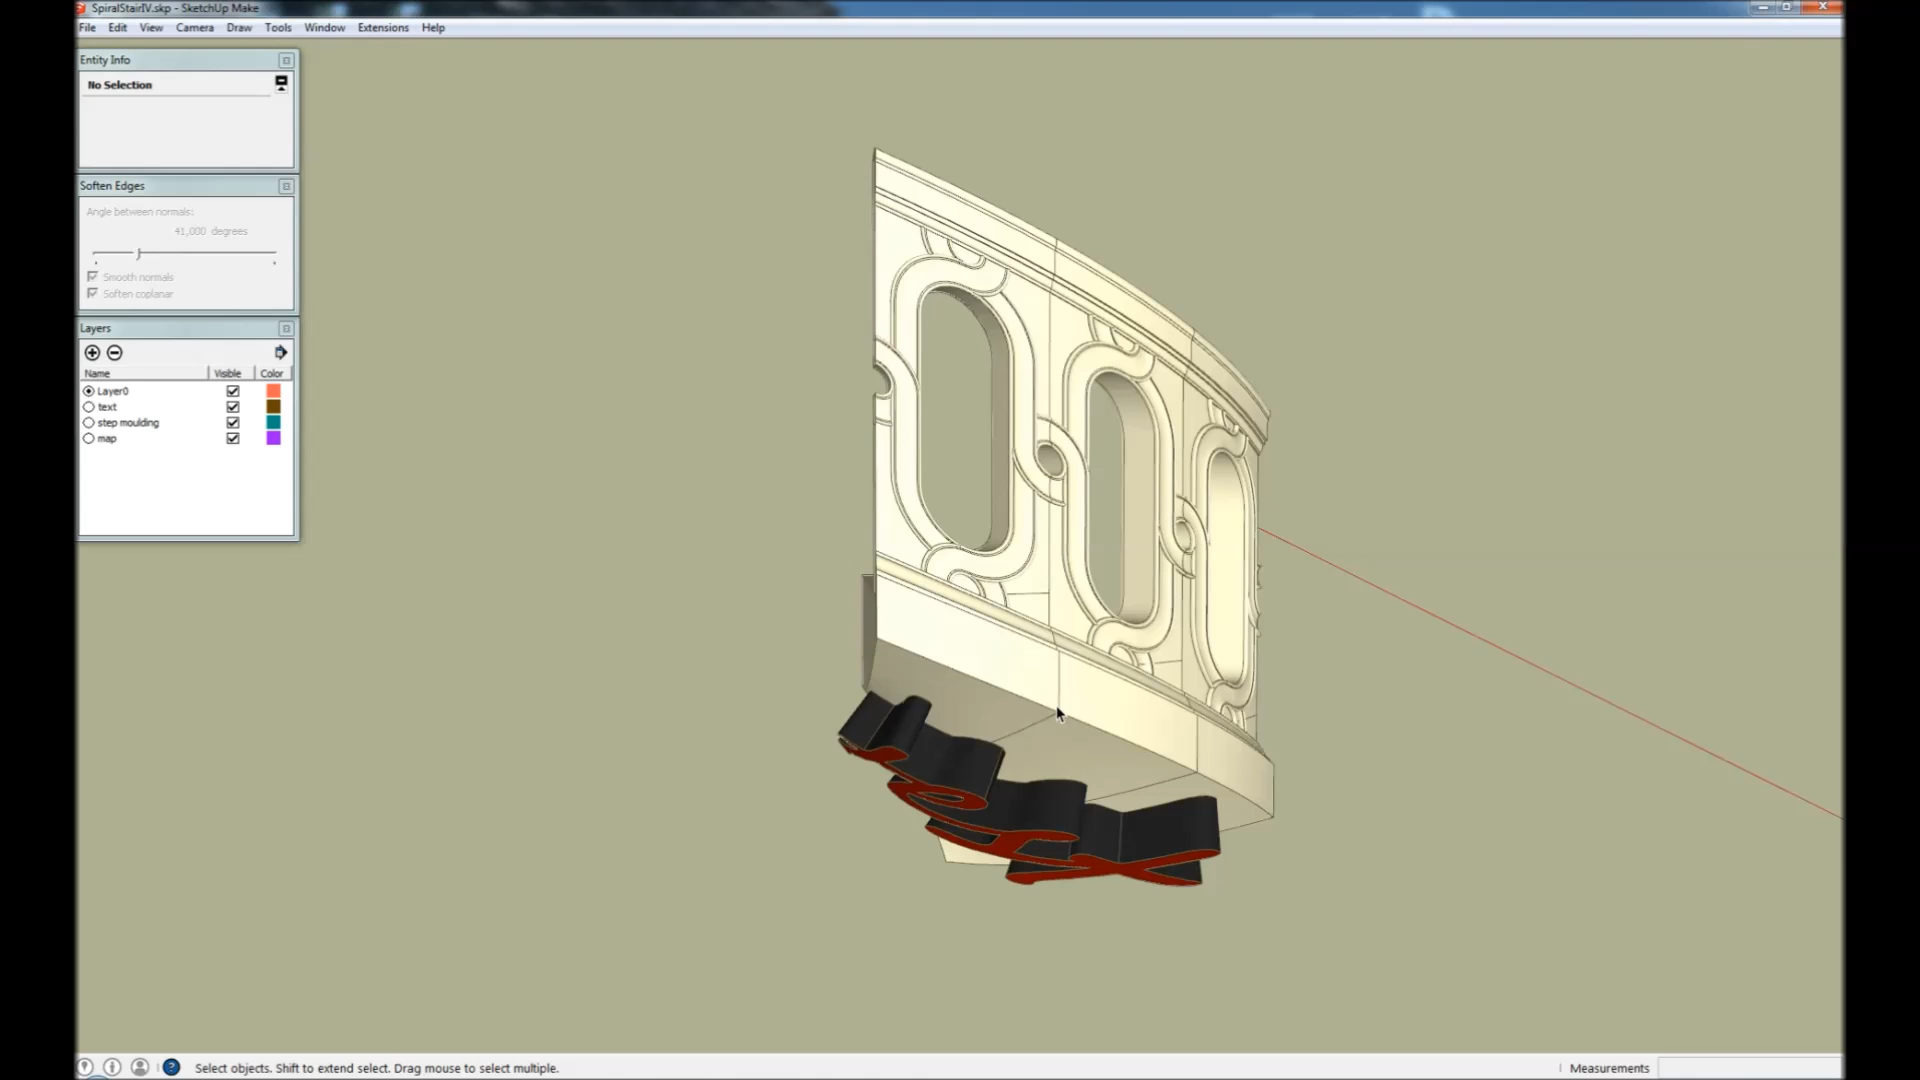 SpiralStairIV.skp - SketchUp Make
File Edit View Camera Draw Tools Window Extensions Help
Entity Info
No Selection
Soften Edges
Angle between normals:
41,000 degrees
Smooth normals
Soften coplanar
Layers
Name Visible Color
Layer0
text
step moulding
map
Select objects. Shift to extend select. Drag mouse to select multiple.
Measurements